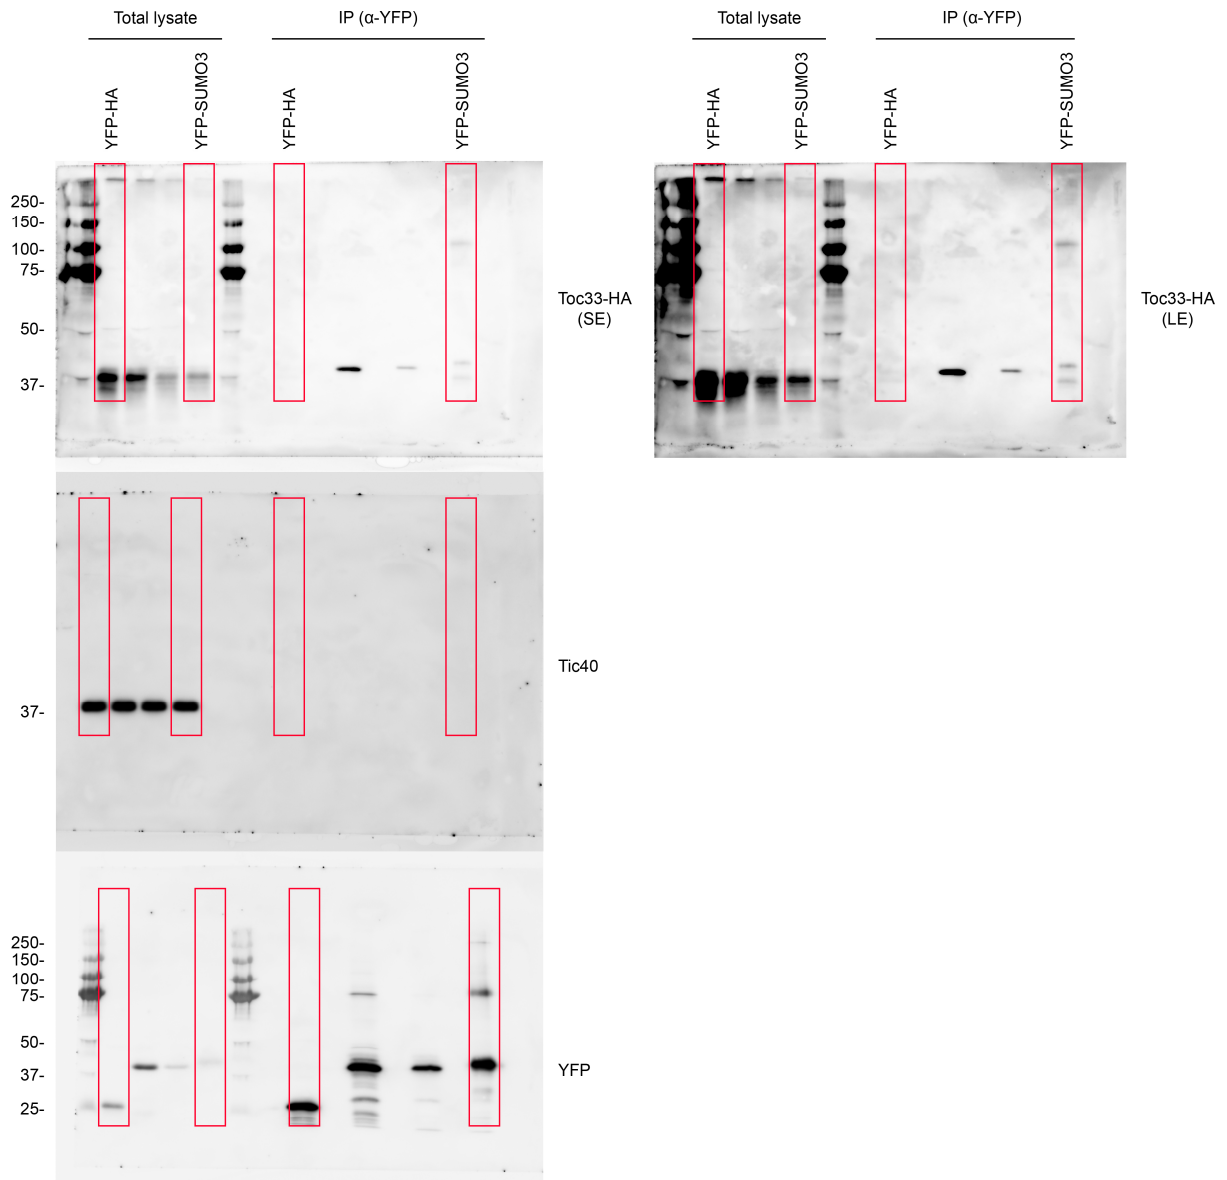 Total lysate
IP (α-YFP)
Total lysate
IP (α-YFP)
YFP-HA
YFP-SUMO3
YFP-HA
YFP-SUMO3
YFP-HA
YFP-SUMO3
YFP-HA
YFP-SUMO3
250-
150-
100-
75-
50-
37-
Toc33-HA
(SE)
Toc33-HA
(LE)
37-
Tic40
250-
150-
100-
75-
50-
37-
25-
YFP